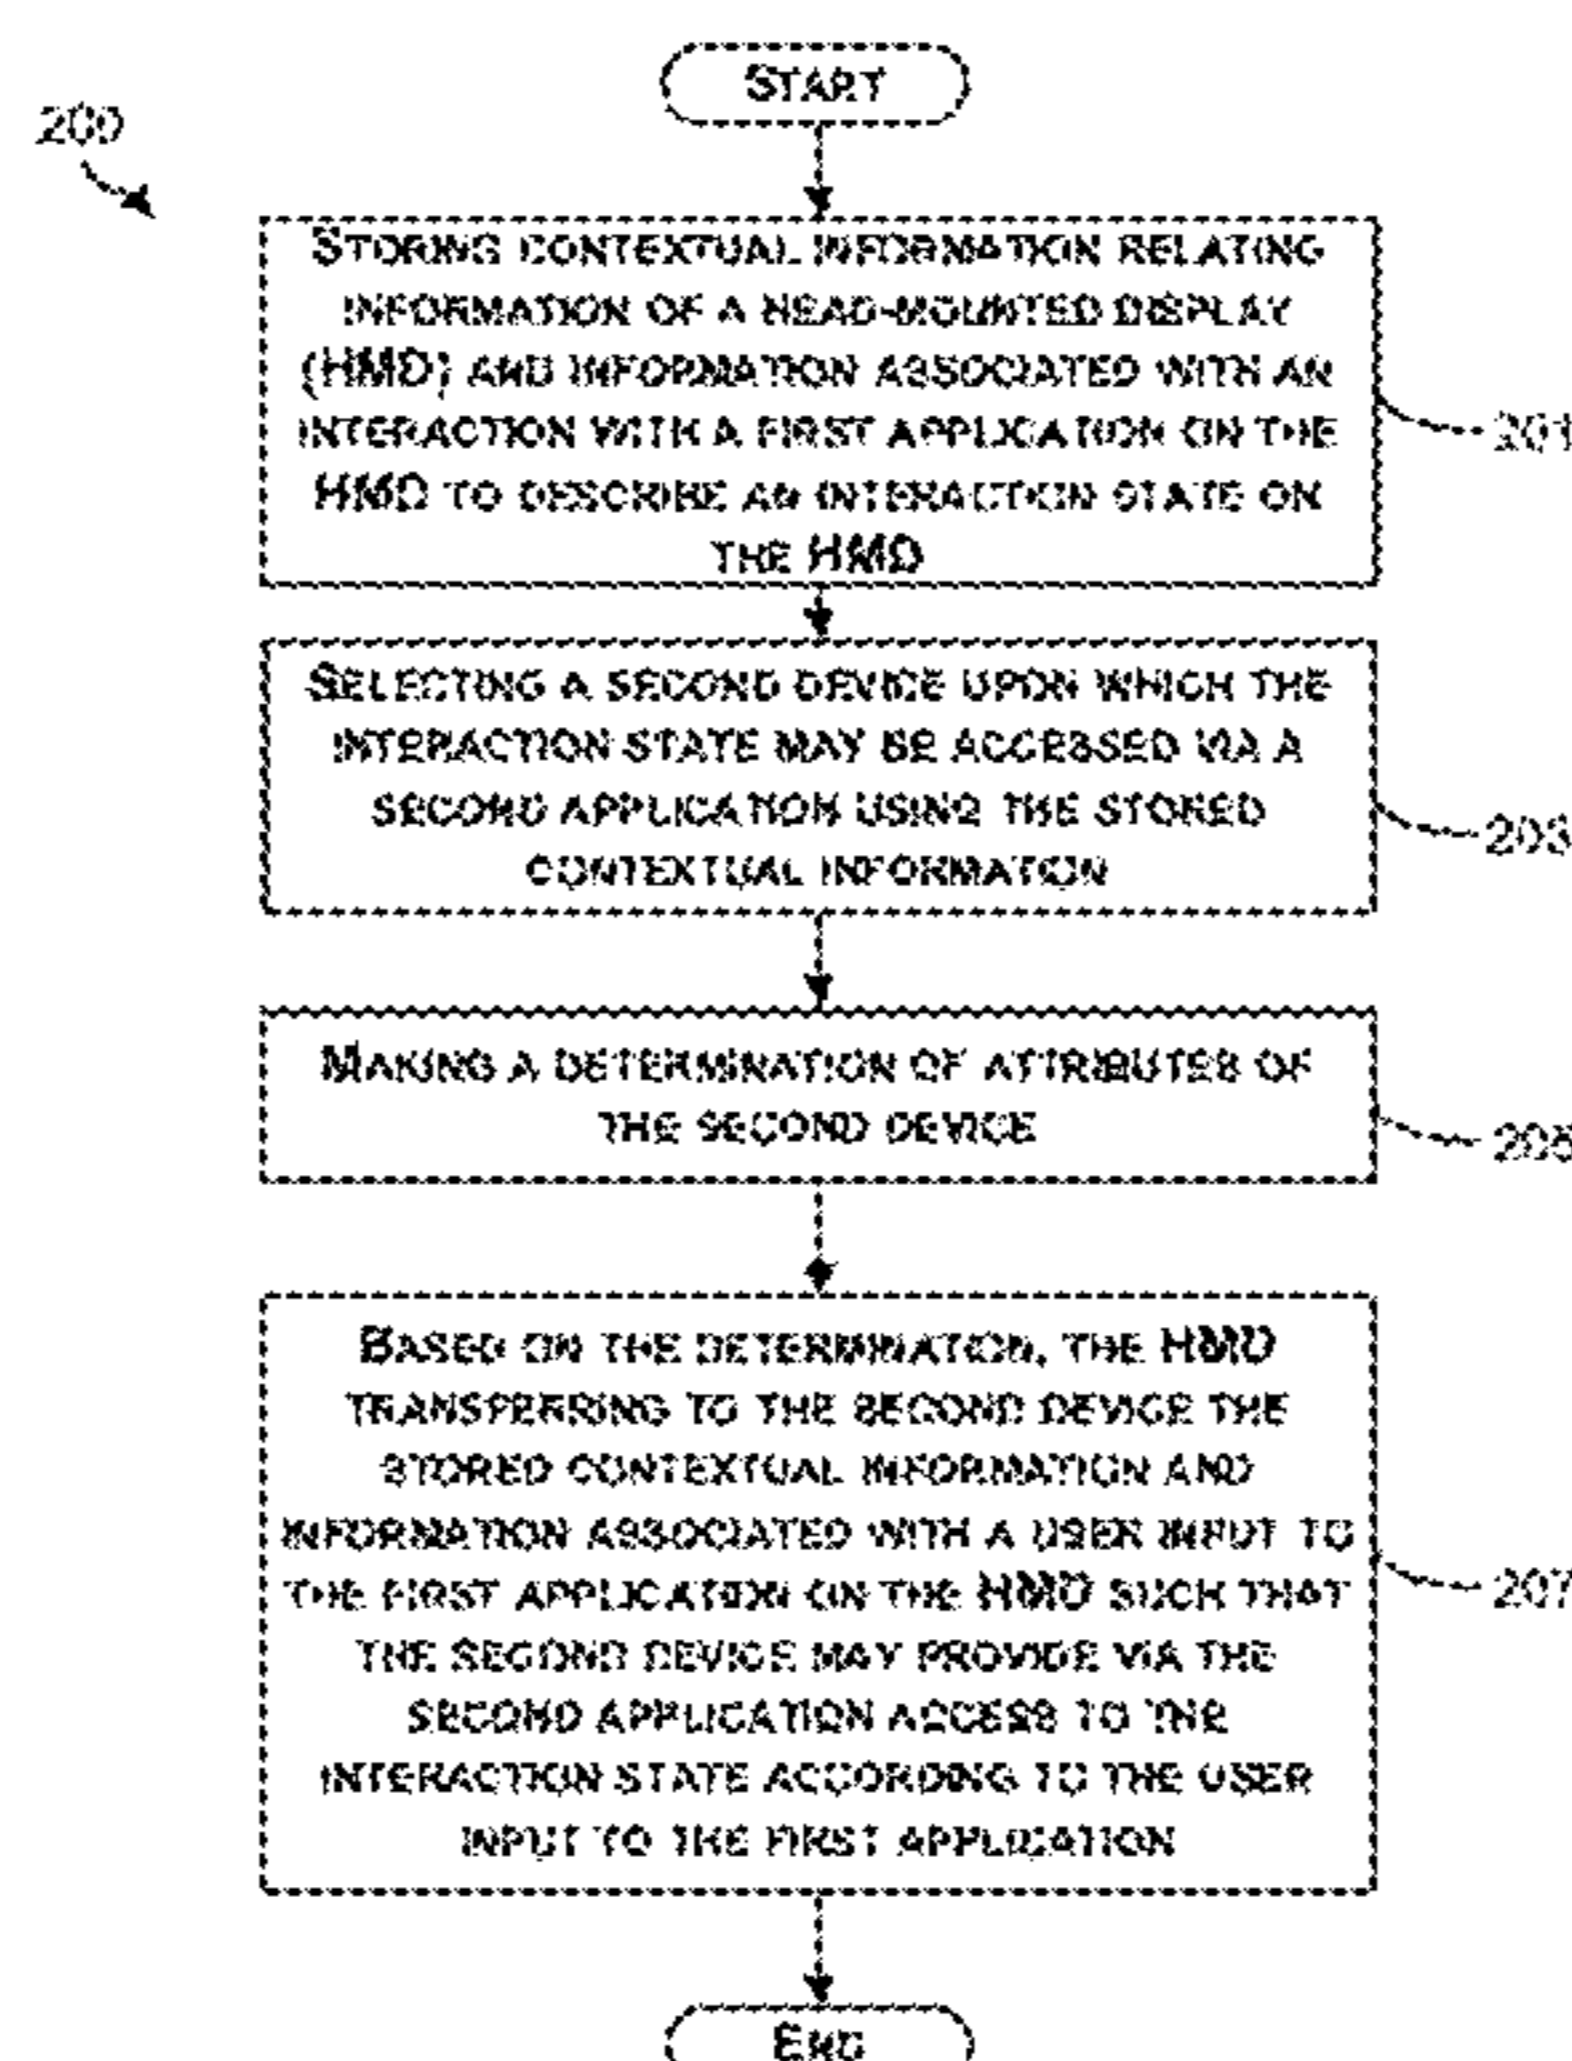 START
200
STORING CONTEXTUAL INFORMATION RELATING
INFORMATION OF A HEAD-MOUNTED DISPLAY
(HMD) AND INFORMATION ASSOCIATED WITH AN
INTERACTION WITH A FIRST APPLICATION ON THE
HMD TO DESCRIBE AN INTERACTION STATE ON
THE HMD
201
SELECTING A SECOND DEVICE UPON WHICH THE
INTERACTION STATE MAY BE ACCESSED VIA A
SECOND APPLICATION USING THE STORED
CONTEXTUAL INFORMATION
203
MAKING A DETERMINATION OF ATTRIBUTES OF
THE SECOND DEVICE
205
BASED ON THE DETERMINATION, THE HMD
TRANSFERRING TO THE SECOND DEVICE THE
STORED CONTEXTUAL INFORMATION AND
INFORMATION ASSOCIATED WITH A USER INPUT TO
THE FIRST APPLICATION ON THE HMD SUCH THAT
THE SECOND DEVICE MAY PROVIDE VIA THE
SECOND APPLICATION ACCESS TO THE
INTERACTION STATE ACCORDING TO THE USER
INPUT TO THE FIRST APPLICATION
207
END